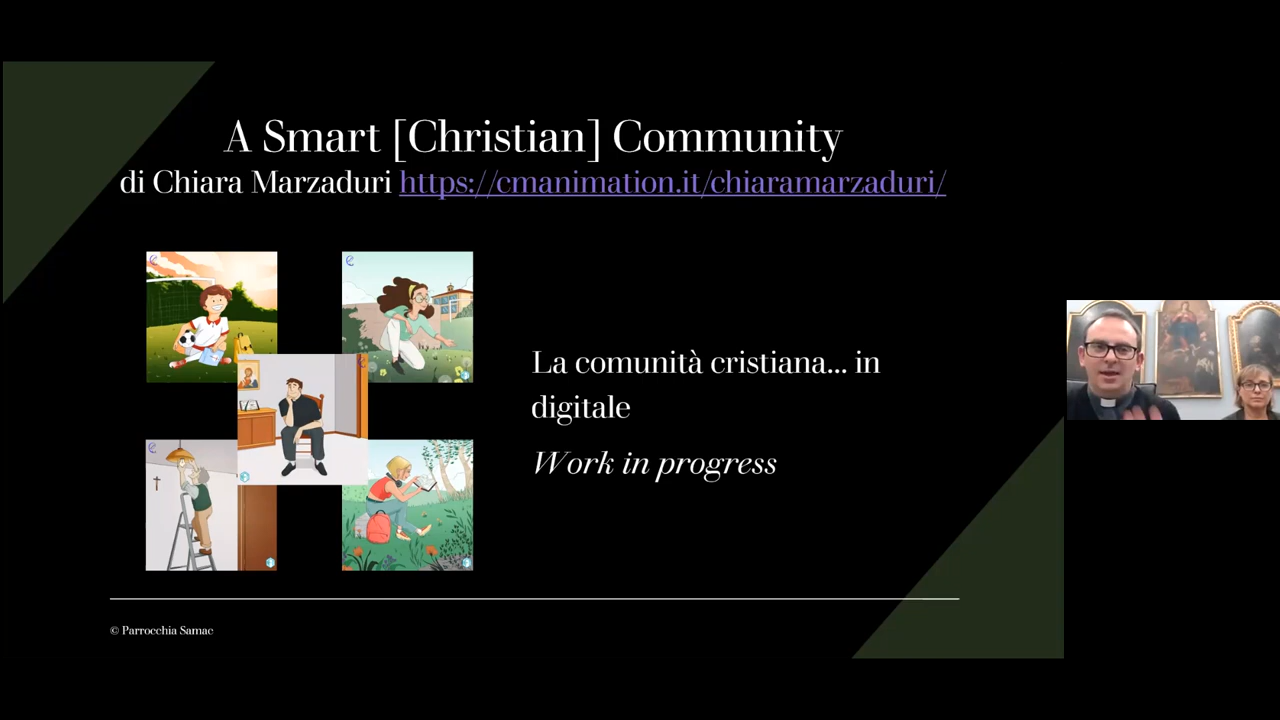 A Smart [Christian] Community
di Chiara Marzaduri https://cmanimation.it/chiaramarzaduri/
La comunità cristiana... in
digitale
Work in progress
© Parrocchia Samac